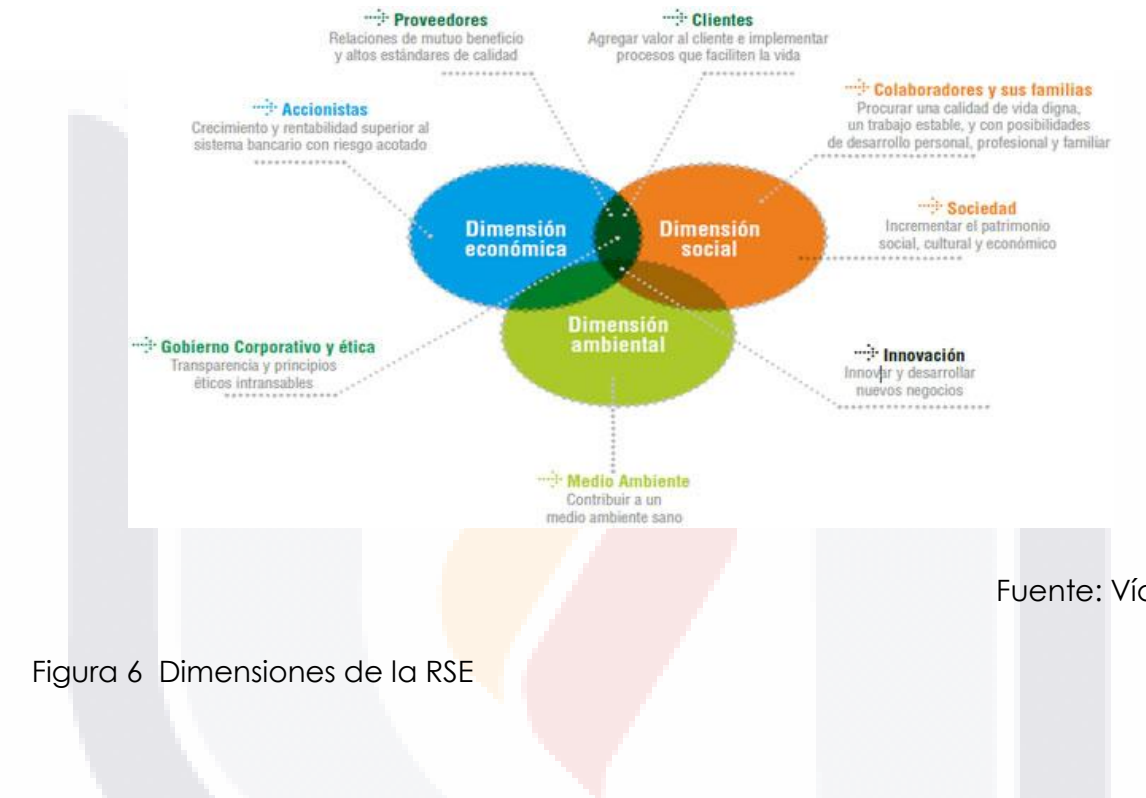 Proveedores
Relaciones de mutuo beneficio
y altos estándares de calidad
Clientes
Agregar valor al cliente e implementar
procesos que faciliten la vida
Accionistas
Crecimiento y rentabilidad superior al
sistema bancario con riesgo acotado
Colaboradores y sus familias
Procurar una calidad de vida digna,
un trabajo estable, y con posibilidades
de desarrollo personal, profesional y familiar
Dimensión
económica
Dimensión
social
Sociedad
Incrementar el patrimonio
social, cultural y económico
Dimensión
ambiental
Gobierno Corporativo y ética
Transparencia y principios
éticos intransables
Innovación
Innovar y desarrollar
nuevos negocios
Medio Ambiente
Contribuir a un
medio ambiente sano
Fuente:
Figura 6 Dimensiones de la RSE